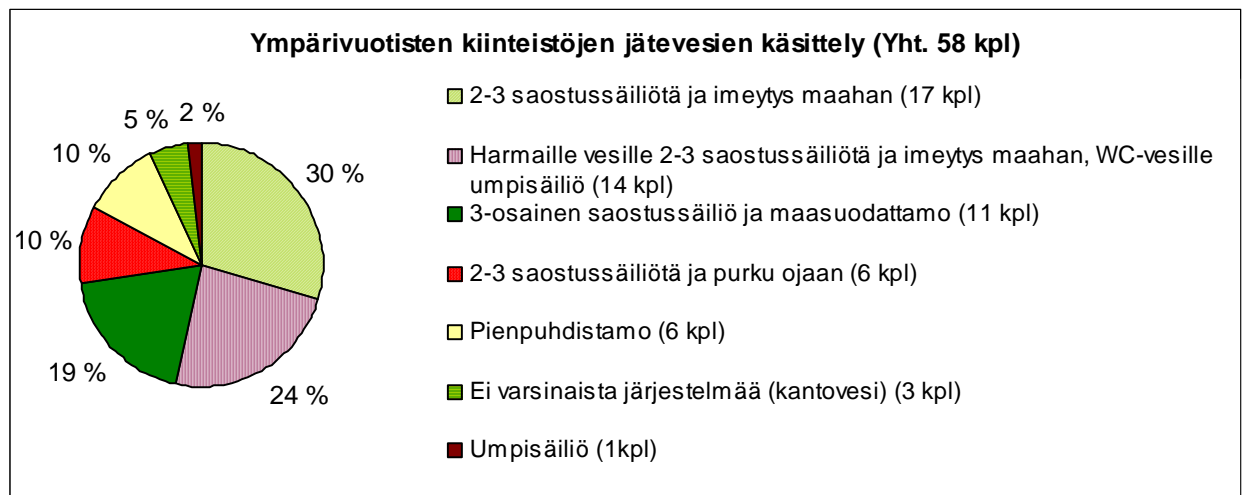 Ympärivuotisten kiinteistöjen jätevesien käsittely (Yht. 58 kpl)
2-3 saostussäiliötä ja imeytys maahan (17 kpl)
Harmaille vesille 2-3 saostussäiliötä ja imeytys maahan, WC-vesille
umpisäiliö (14 kpl)
3-osainen saostussäiliö ja maasuodattamo (11 kpl)
2-3 saostussäiliötä ja purku ojaan (6 kpl)
Pienpuhdistamo (6 kpl)
Ei varsinaista järjestelmää (kantovesi) (3 kpl)
Umpisäiliö (1kpl)
30 %
24 %
19 %
10 %
10 %
5 %
2 %